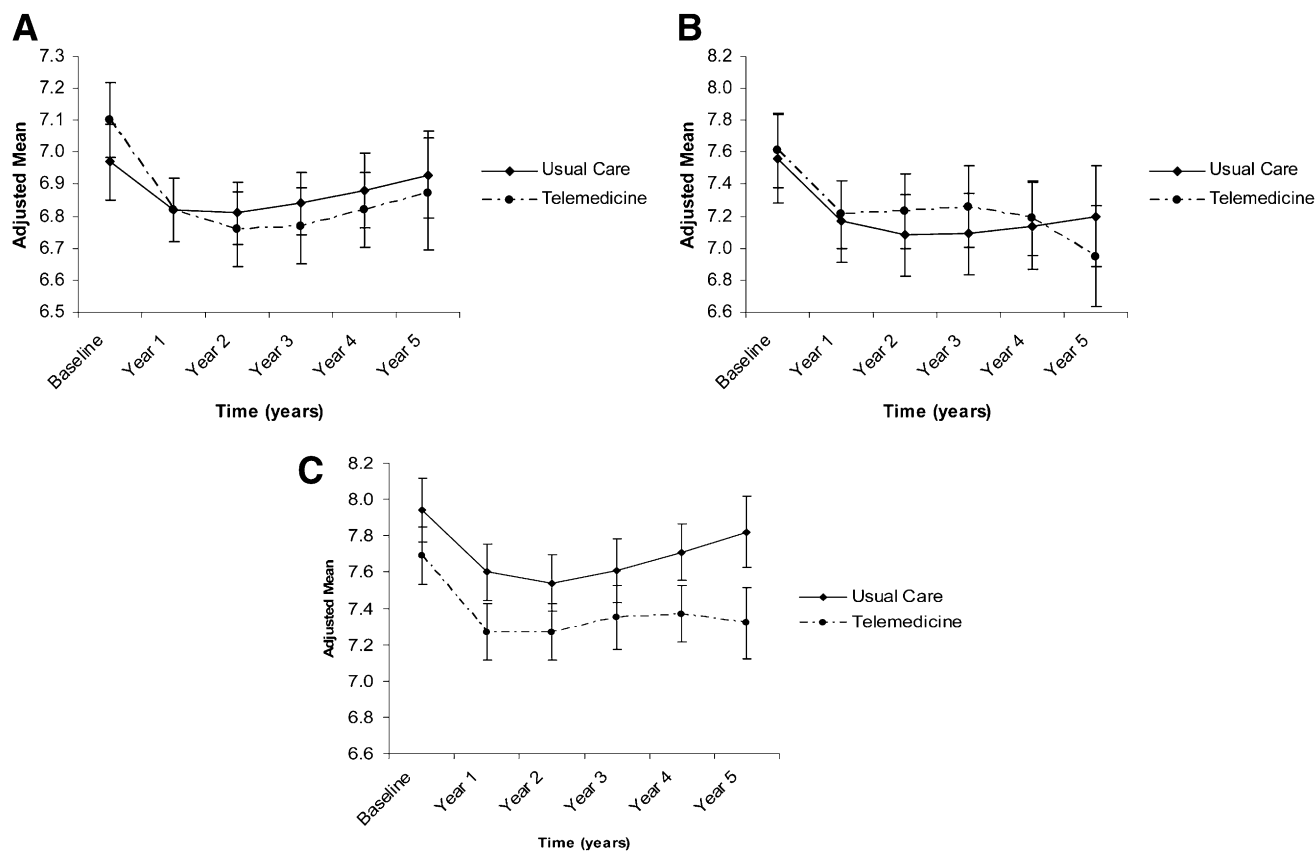 A
7.3
7.2
7.1
7.0
6.9
6.8
6.7
6.6
6.5
Adjusted Mean
Baseline
Year 1
Year 2
Year 3
Year 4
Year 5
Time (years)
Usual Care
Telemedicine
B
8.2
8.0
7.8
7.6
7.4
7.2
7.0
6.8
6.6
Adjusted Mean
Baseline
Year 1
Year 2
Year 3
Year 4
Year 5
Time (years)
Usual Care
Telemedicine
C
8.2
8.0
7.8
7.6
7.4
7.2
7.0
6.8
6.6
Adjusted Mean
Baseline
Year 1
Year 2
Year 3
Year 4
Year 5
Time (years)
Usual Care
Telemedicine